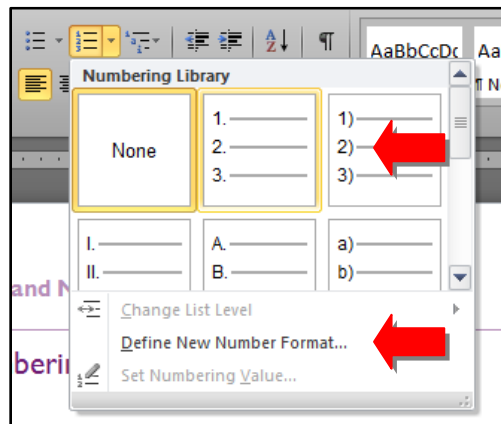 AaBbCcDc Aa
Numbering Library
None
1.
2.
3.
1)
2)
3)
I.
II.
A.
B.
a)
b)
and N
Change List Level
Define New Number Format...
berin
Set Numbering Value...